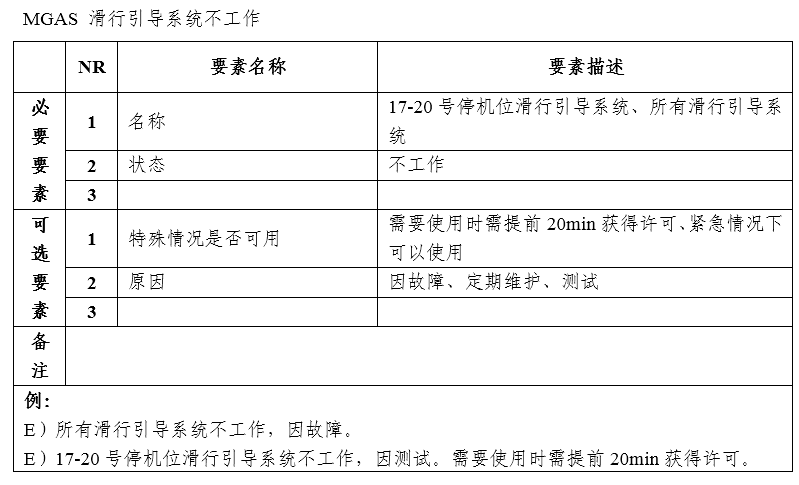 MGAS 滑行引导系统不工作
NR 要素名称 要素描述
必要要素
1 名称 17-20 号停机位滑行引导系统、所有滑行引导系
统
2 状态 不工作
3
可选要素
1 特殊情况是否可用 需要使用时需提前 20min 获得许可、紧急情况下
可以使用
2 原因 因故障、定期维护、测试
3
备注
例：
E）所有滑行引导系统不工作，因故障。
E）17-20 号停机位滑行引导系统不工作，因测试。需要使用时需提前 20min 获得许可。